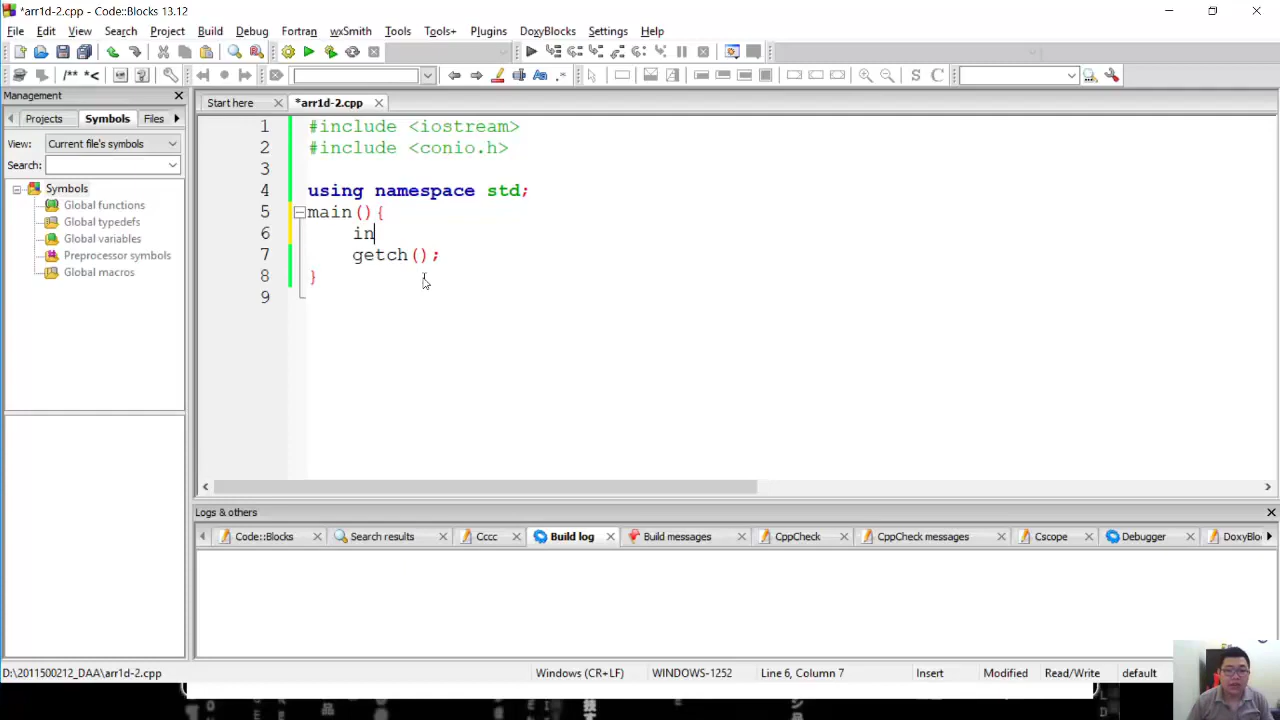 *arr1d-2.cpp - Code::Blocks 13.12
File Edit View Search Project Build Debug Fortran wxSmith Tools Tools+ Plugins DoxyBlocks Settings Help
/** *<
S C
Management
Projects Symbols Files
Start here *arr1d-2.cpp
View: Current file's symbols
Search:
Symbols
Global functions
Global typedefs
Global variables
Preprocessor symbols
Global macros
1 #include <iostream>
2 #include <conio.h>
3
4 using namespace std;
5 main(){
6 in
7 getch();
8 }
9
Logs & others
Code::Blocks Search results Cccc Build log Build messages CppCheck CppCheck messages Cscope Debugger DoxyBlo
D:\2011500212_DAA\arr1d-2.cpp Windows (CR+LF) WINDOWS-1252 Line 6, Column 7 Insert Modified Read/Write default